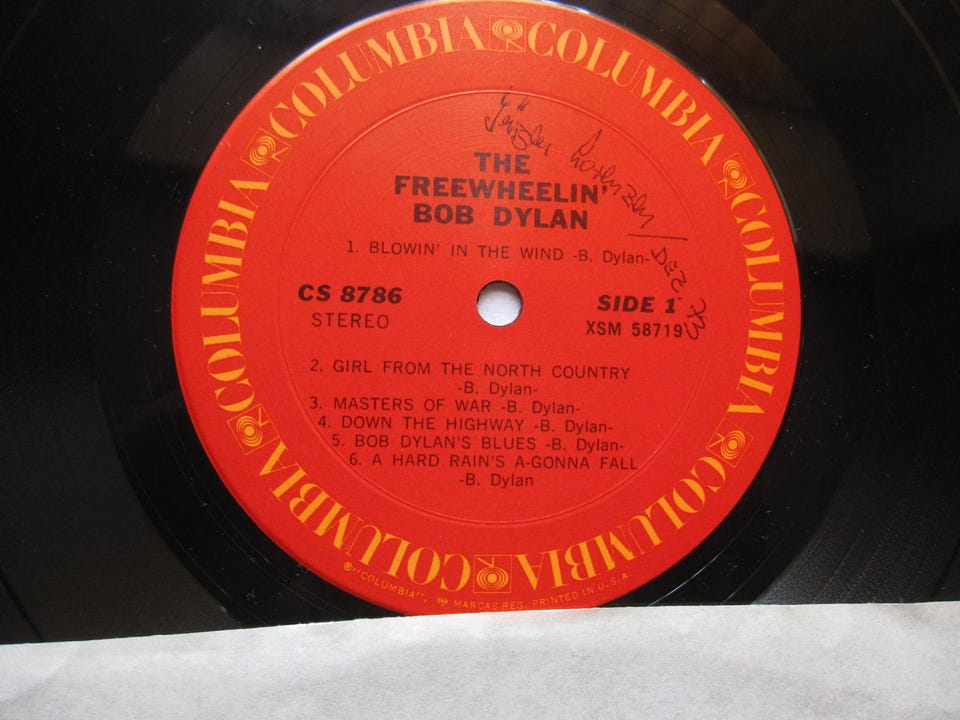 COLUMBIA COLUMBIA COLUMBIA COLUMBIA COLUMBIA COLUMBIA COLUMBIA COLUMBIA
THE
FREEWHEELIN'
BOB DYLAN
1. BLOWIN' IN THE WIND -B. Dylan-
DEZ.
CS 8786
STEREO
SIDE 1
XSM 58719
2. GIRL FROM THE NORTH COUNTRY
-B. Dylan-
3. MASTERS OF WAR -B. Dylan-
4. DOWN THE HIGHWAY -B. Dylan-
5. BOB DYLAN'S BLUES -B. Dylan-
6. A HARD RAIN'S A-GONNA FALL
-B. Dylan
®"COLUMBIA", MARCAS REG. PRINTED IN U.S.A.